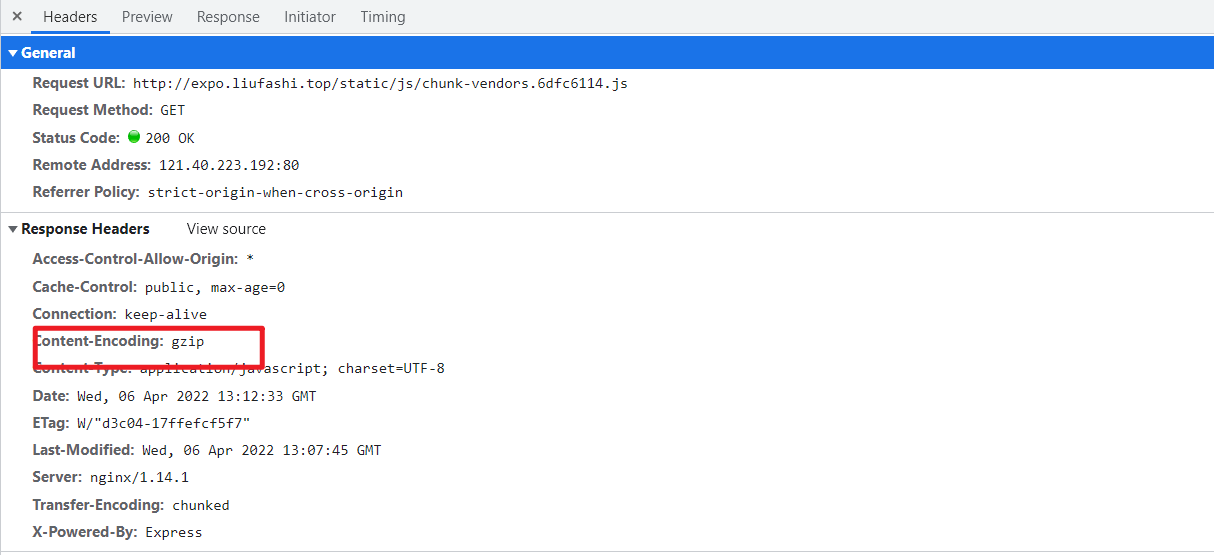 × Headers Preview Response Initiator Timing
General
Request URL: http://expo.liufashi.top/static/js/chunk-vendors.6dfc6114.js
Request Method: GET
Status Code: 200 OK
Remote Address: 121.40.223.192:80
Referrer Policy: strict-origin-when-cross-origin
Response Headers View source
Access-Control-Allow-Origin: *
Cache-Control: public, max-age=0
Connection: keep-alive
Content-Encoding: gzip
Content-Type: application/javascript; charset=UTF-8
Date: Wed, 06 Apr 2022 13:12:33 GMT
ETag: W/"d3c04-17ffefcf5f7"
Last-Modified: Wed, 06 Apr 2022 13:07:45 GMT
Server: nginx/1.14.1
Transfer-Encoding: chunked
X-Powered-By: Express